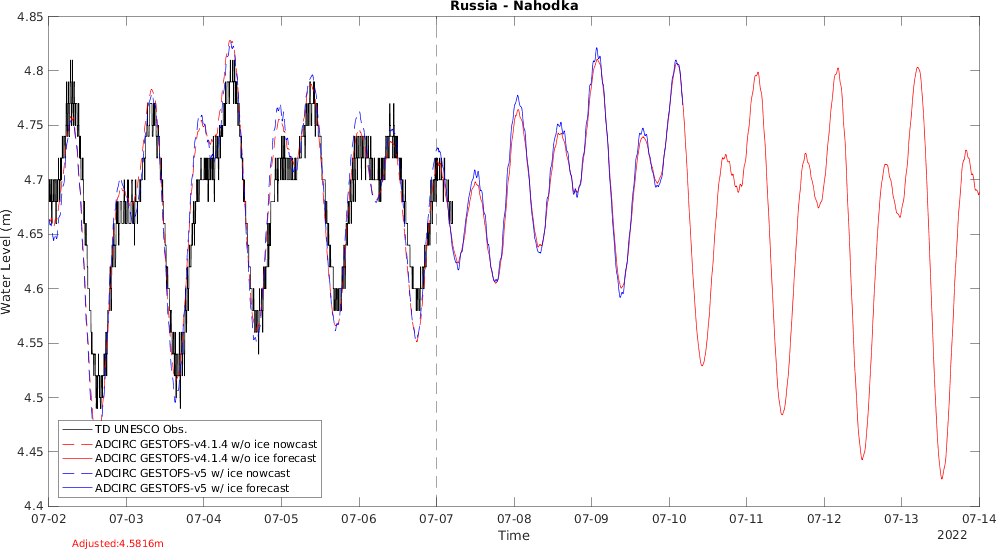 Russia - Nahodka
4.85
4.8
4.75
4.7
4.65
4.6
4.55
4.5
4.45
4.4
Water Level (m)
TD UNESCO Obs.
ADCIRC GESTOFS-v4.1.4 w/o ice nowcast
ADCIRC GESTOFS-v4.1.4 w/o ice forecast
ADCIRC GESTOFS-v5 w/ ice nowcast
ADCIRC GESTOFS-v5 w/ ice forecast
07-02 07-03 07-04 07-05 07-06 07-07 07-08 07-09 07-10 07-11 07-12 07-13 07-14
Time
2022
Adjusted:4.5816m